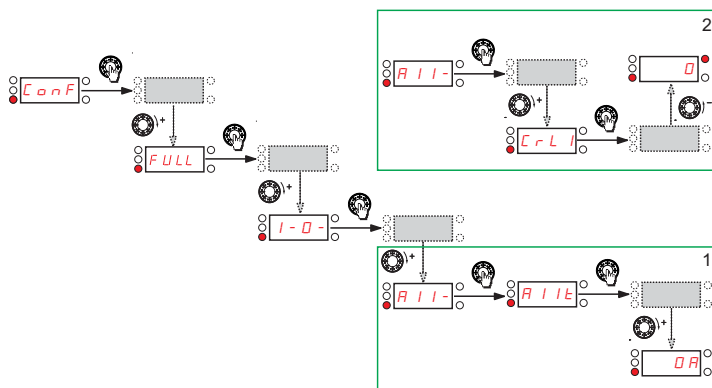 2
AI1-
0
ConF
+
+
-
CrL1
FULL
+
I-O-
+
1
AI1-
AI1t
+
0A